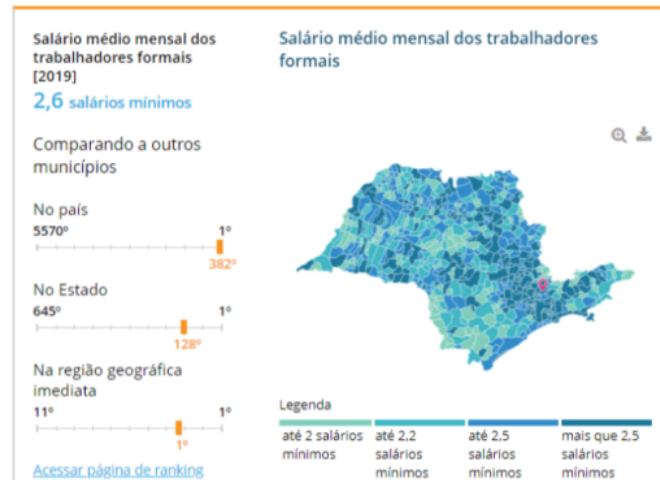 Salário médio mensal dos
trabalhadores formais
[2019]
2,6 salários mínimos
Comparando a outros
municípios
No país
5570º 1º
382º
No Estado
645º 1º
128º
Na região geográfica
imediata
11º 1º
1º
Acessar página de ranking
Salário médio mensal dos trabalhadores
formais
Legenda
até 2 salários
mínimos
até 2,2
salários
mínimos
até 2,5
salários
mínimos
mais que 2,5
salários
mínimos